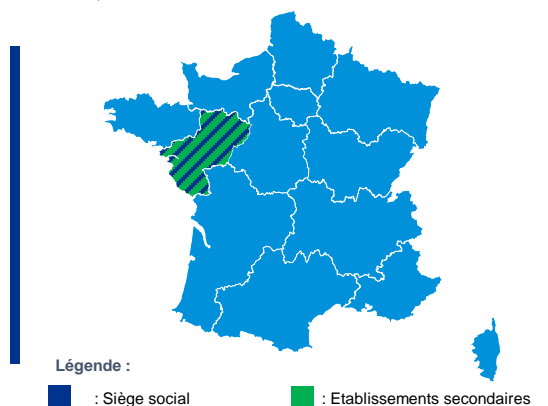 Légende :
: Siège social
: Etablissements secondaires